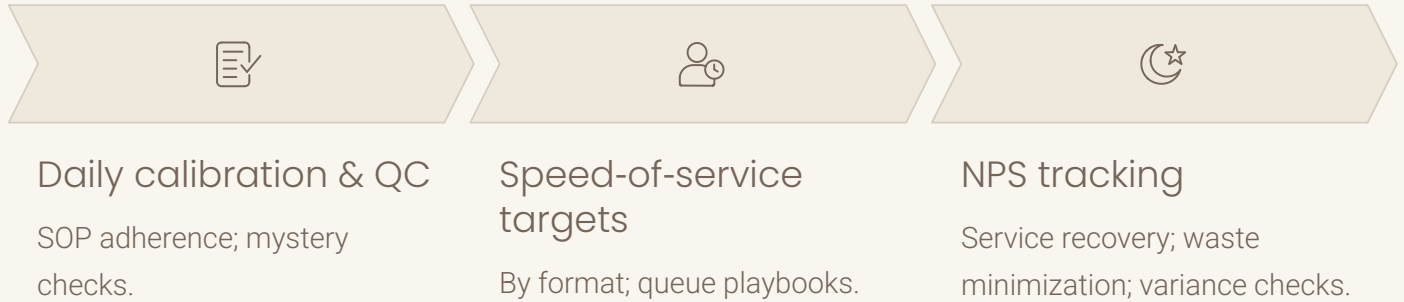 Daily calibration & QC
SOP adherence; mystery
checks.
Speed-of-service
targets
By format; queue playbooks.
NPS tracking
Service recovery; waste
minimization; variance checks.